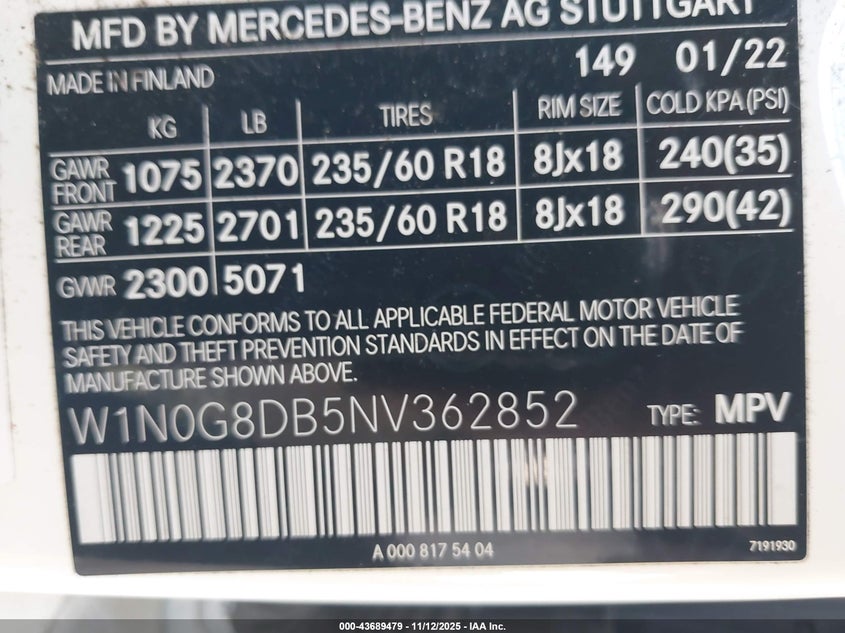 MFD BY MERCEDES-BENZ AG STUTTGART
149 01/22
MADE IN FINLAND
KG LB TIRES RIM SIZE COLD KPA (PSI)
GAWR FRONT 1075 2370 235/60 R18 8Jx18 240(35)
GAWR REAR 1225 2701 235/60 R18 8Jx18 290(42)
GVWR 2300 5071
THIS VEHICLE CONFORMS TO ALL APPLICABLE FEDERAL MOTOR VEHICLE
SAFETY AND THEFT PREVENTION STANDARDS IN EFFECT ON THE DATE OF
MANUFACTURE SHOWN ABOVE.
W1N0G8DB5NV362852 TYPE: MPV
A 000 817 54 04 7191930
000-43689479 - 11/12/2025 - IAA Inc.